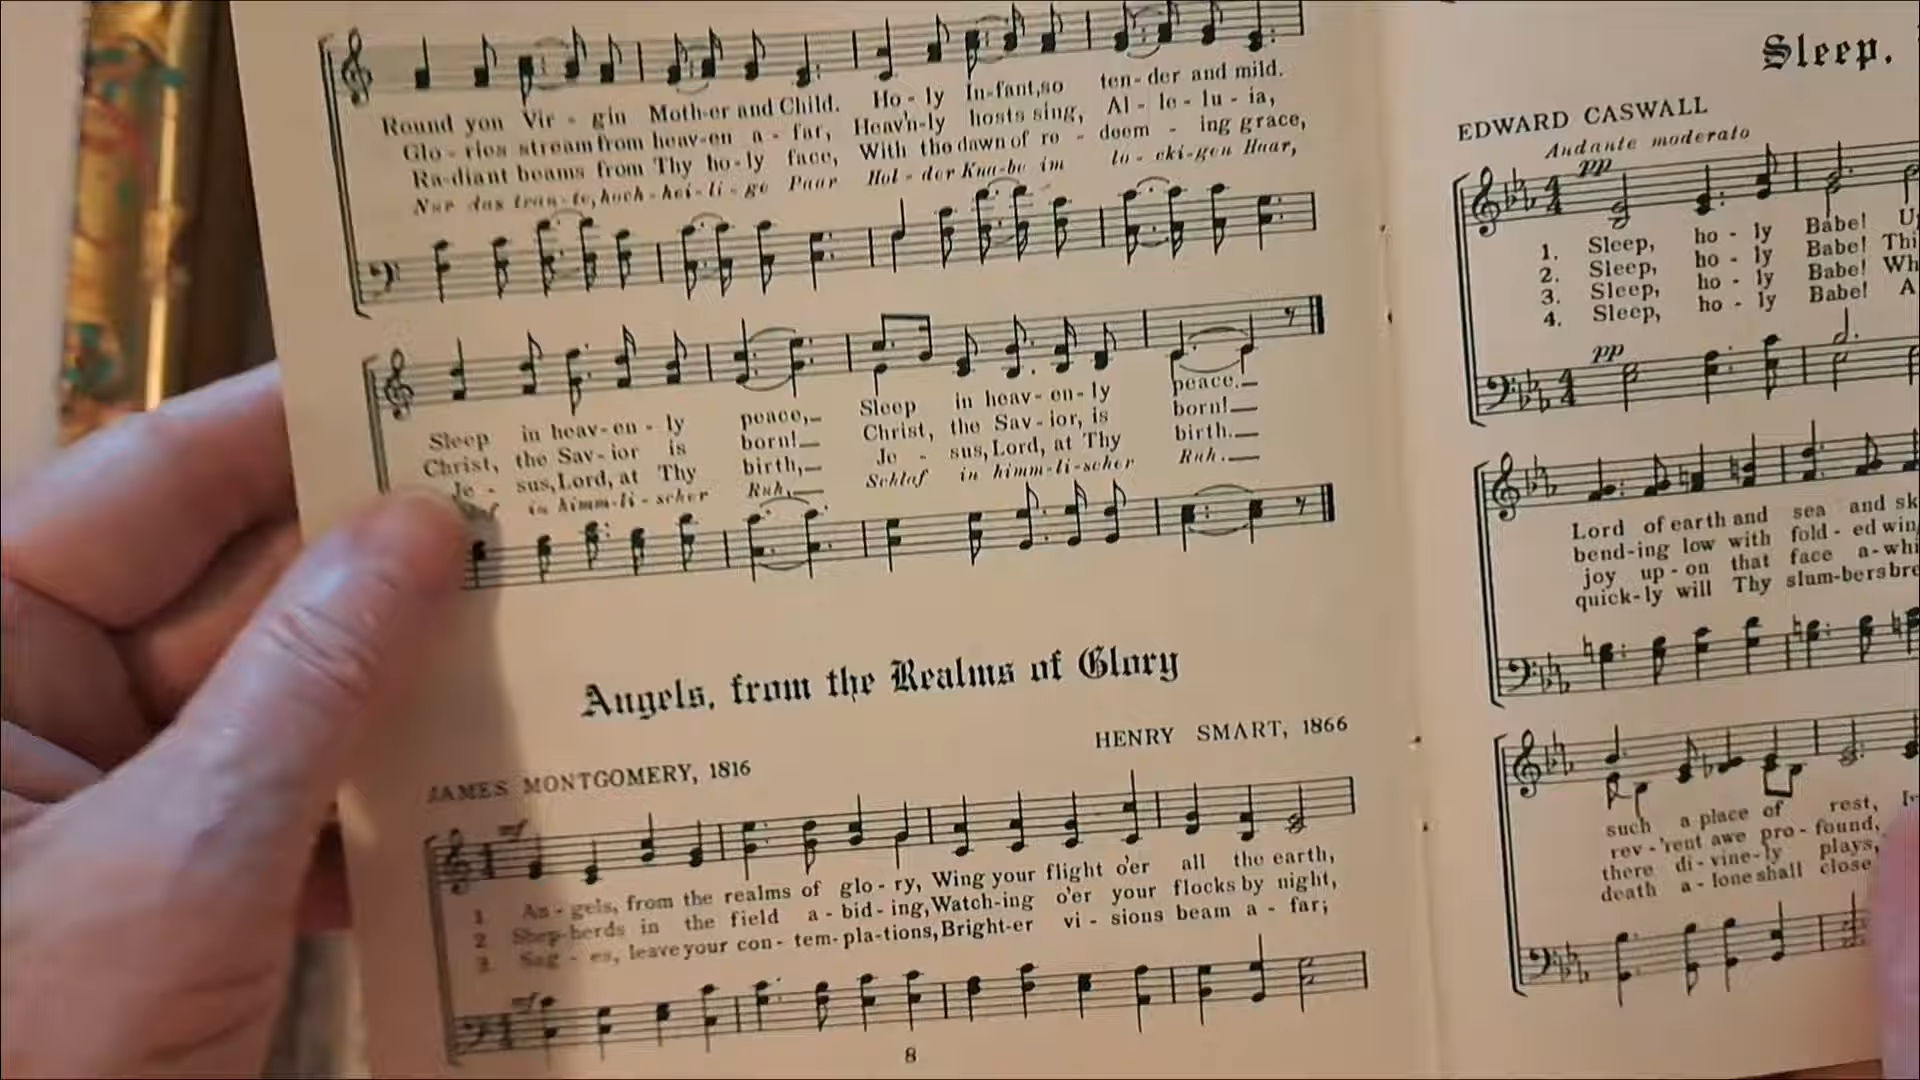 Round yon Vir - gin Moth-er and Child. Ho - ly In-fant,so ten-der and mild.
Glo - ries stream from heav-en a - far, Heav'n-ly hosts sing, Al - le - lu - ia,
Ra-diant beams from Thy ho-ly face, With the dawn of re - deem - ing grace,
Nur das trau-te, hoch-hei-li-ge Paar Hol - der Kna-be im lo - cki-gen Haar,
Sleep in heav-en - ly peace, Sleep in heav-en-ly peace.
Christ, the Sav-ior is born! Christ, the Sav-ior, is born!
Je - sus, Lord, at Thy birth, Je - sus, Lord, at Thy birth.
in himm-li-scher Ruh, Schlaf in himm-li-scher Ruh.
Angels, from the Realms of Glory
HENRY SMART, 1866
JAMES MONTGOMERY, 1816
mf
1 An - gels, from the realms of glo - ry, Wing your flight o'er all the earth,
2 Shep-herds in the field a - bid - ing, Watch-ing o'er your flocks by night,
3. Sag - es, leave your con - tem-pla-tions, Bright-er vi - sions beam a - far;
mf
8
Sleep,
EDWARD CASWALL
Andante moderato
pp
1. Sleep, ho - ly Babe!
2. Sleep, ho - ly Babe!
3. Sleep, ho - ly Babe!
4. Sleep, ho - ly Babe! A
pp
Lord of earth and sea and
bend-ing low with fold - ed
joy up - on that face
quick-ly will Thy slum-bers
such a place of rest,
rev - 'rent awe pro - found,
there di - vine-ly plays,
death a - lone shall close